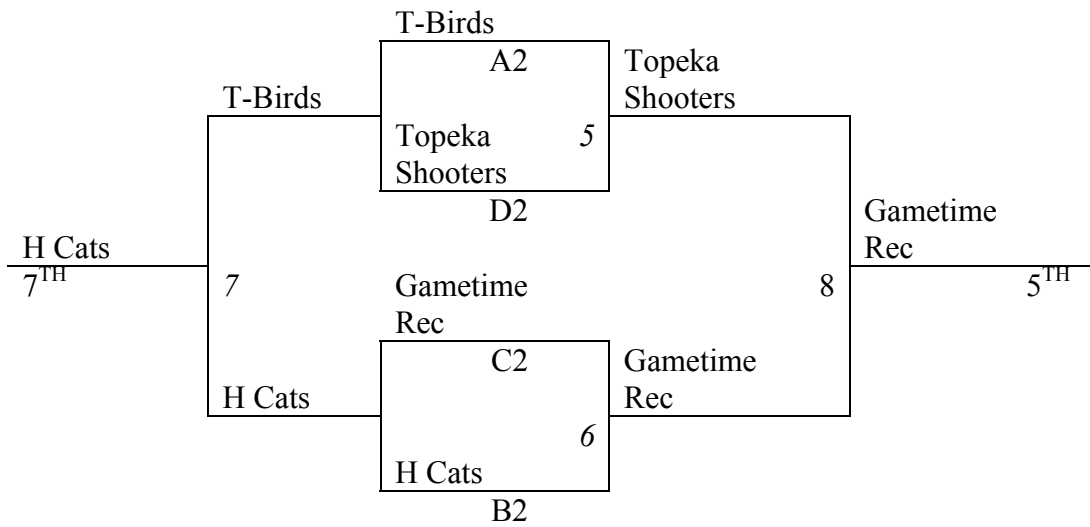 T-Birds
A2
Topeka
Shooters
T-Birds
Topeka
Shooters
5
D2
Gametime
Rec
H Cats
7TH
7
Gametime
Rec
8
5TH
C2
Gametime
Rec
H Cats
6
H Cats
B2